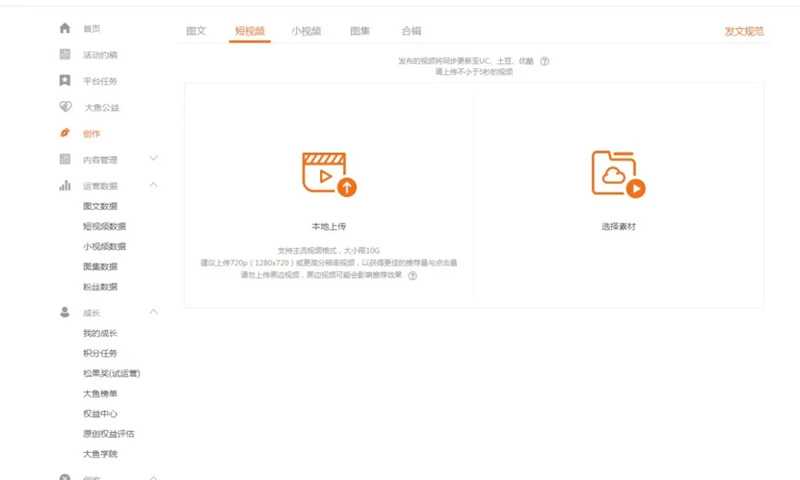 首页
活动约稿
平台任务
大鱼公益
创作
内容管理
运营数据
图文数据
短视频数据
小视频数据
图集数据
粉丝数据
成长
我的成长
积分任务
松果奖(试运营)
大鱼榜单
权益中心
原创权益评估
大鱼学院
图文 短视频 小视频 图集 合辑 发文规范
发布的视频将同步更新至UC、土豆、优酷 ?
请上传不小于5秒的视频
本地上传
支持主流视频格式，大小限10G
建议上传720p（1280x720）或更高分辨率视频，以获得更佳的推荐量与点击量
请勿上传黑边视频，黑边视频可能会影响推荐效果 ?
选择素材